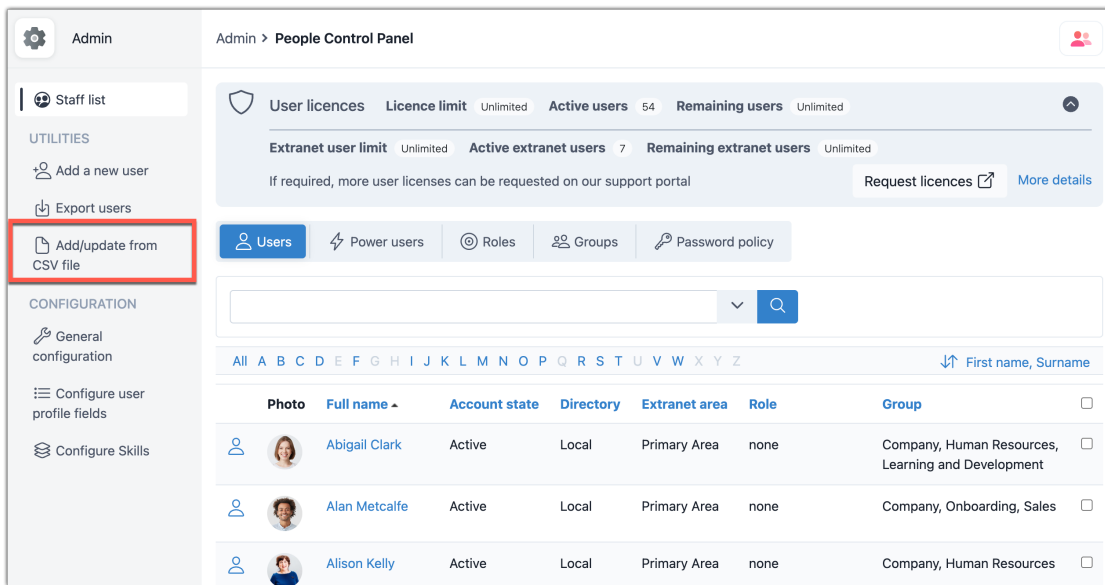 Admin
Admin > People Control Panel
Staff list
UTILITIES
Add a new user
Export users
Add/update from
CSV file
CONFIGURATION
General
configuration
Configure user
profile fields
Configure Skills
User licences Licence limit Unlimited Active users 54 Remaining users Unlimited
Extranet user limit Unlimited Active extranet users 7 Remaining extranet users Unlimited
If required, more user licenses can be requested on our support portal
Request licences More details
Users Power users Roles Groups Password policy
All A B C D E F G H I J K L M N O P Q R S T U V W X Y Z
First name, Surname
Photo Full name Account state Directory Extranet area Role Group
Abigail Clark Active Local Primary Area none Company, Human Resources,
Learning and Development
Alan Metcalfe Active Local Primary Area none Company, Onboarding, Sales
Alison Kelly Active Local Primary Area none Company, Human Resources